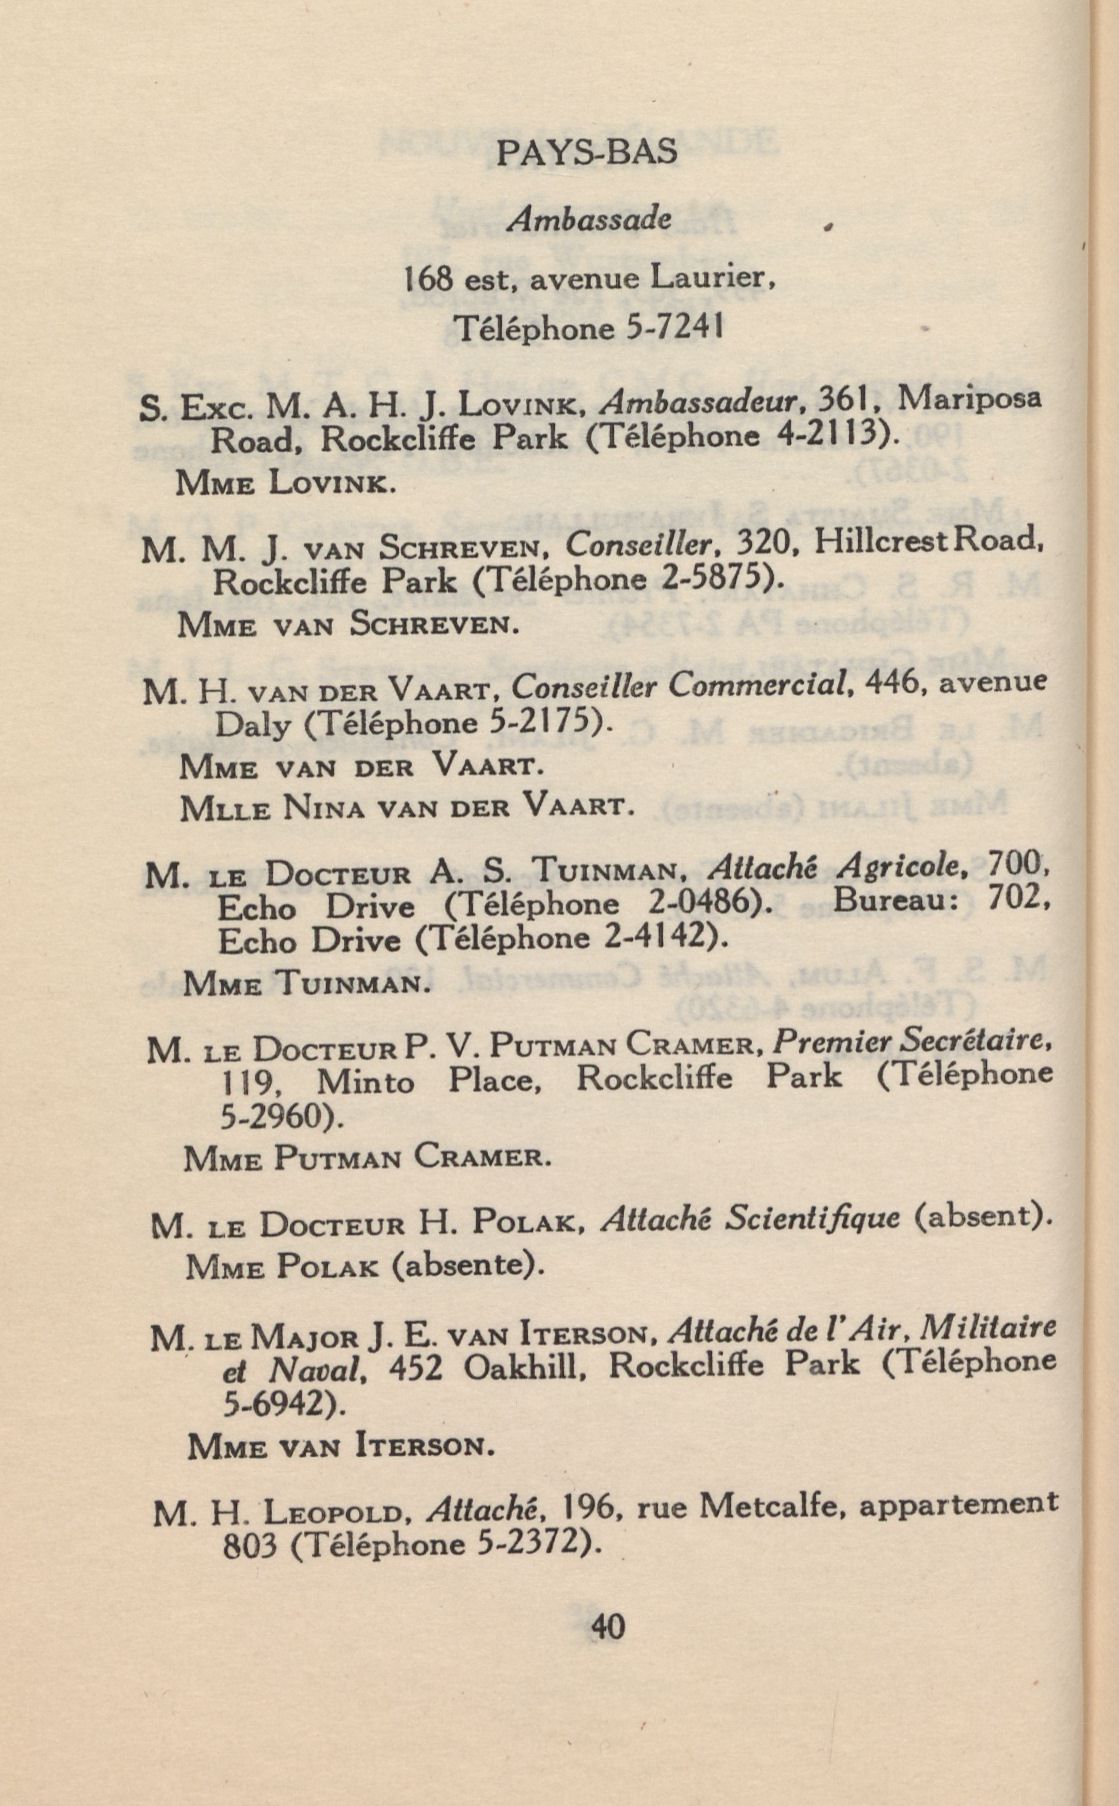 PAYS-BAS
Ambassade
168 est, avenue Laurier,
Téléphone 5-7241
S. Exc. M. A. H. J. Lovink, Ambassadeur, 361, Mariposa
Road, Rockcliffe Park (Téléphone 4-2113).
Mme Lovink.
M. M. J. van Schreven, Conseiller, 320, Hillcrest Road,
Rockcliffe Park (Téléphone 2-5875).
Mme van Schreven.
M. H. van der Vaart, Conseiller Commercial, 446, avenue
Daly (Téléphone 5-2175).
Mme van der Vaart.
Mlle Nina van der Vaart.
M. le Docteur A. S. Tuinman, Attaché Agricole, 700,
Echo Drive (Téléphone 2-0486). Bureau: 702,
Echo Drive (Téléphone 2-4142).
Mme Tuinman.
M. le Docteur P. V. Putman Cramer, Premier Secrétaire,
119, Minto Place, Rockcliffe Park (Téléphone
5-2960).
Mme Putman Cramer.
M. le Docteur H. Polak, Attaché Scientifique (absent).
Mme Polak (absente).
M. le Major J. E. van Iterson, Attaché de l'Air, Militaire
et Naval, 452 Oakhill, Rockcliffe Park (Téléphone
5-6942).
Mme van Iterson.
M. H. Leopold, Attaché, 196, rue Metcalfe, appartement
803 (Téléphone 5-2372).
40